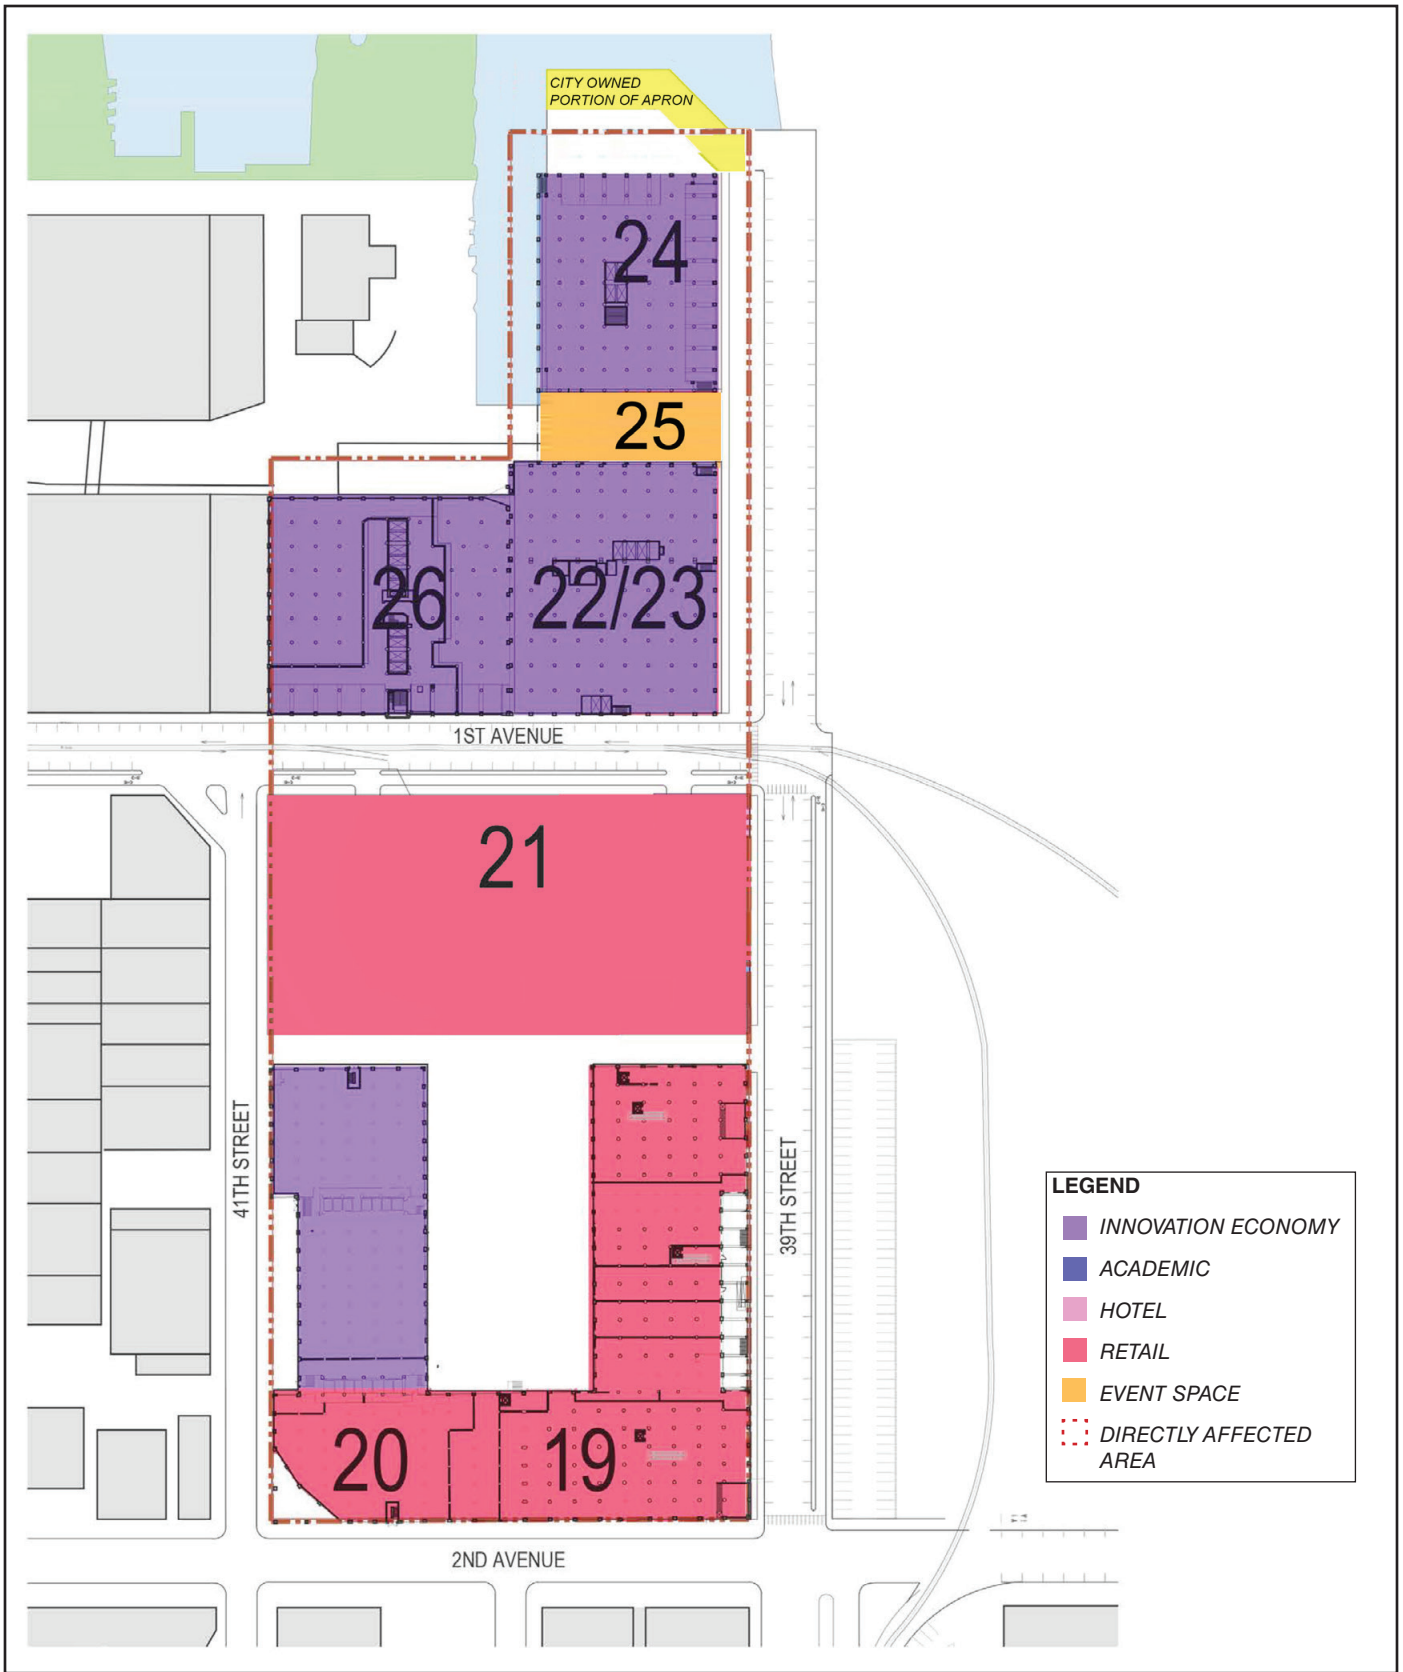 CITY OWNED
PORTION OF APRON
24
25
26
22/23
1ST AVENUE
21
41TH STREET
39TH STREET
LEGEND
INNOVATION ECONOMY
ACADEMIC
HOTEL
RETAIL
EVENT SPACE
DIRECTLY AFFECTED
AREA
20
19
2ND AVENUE